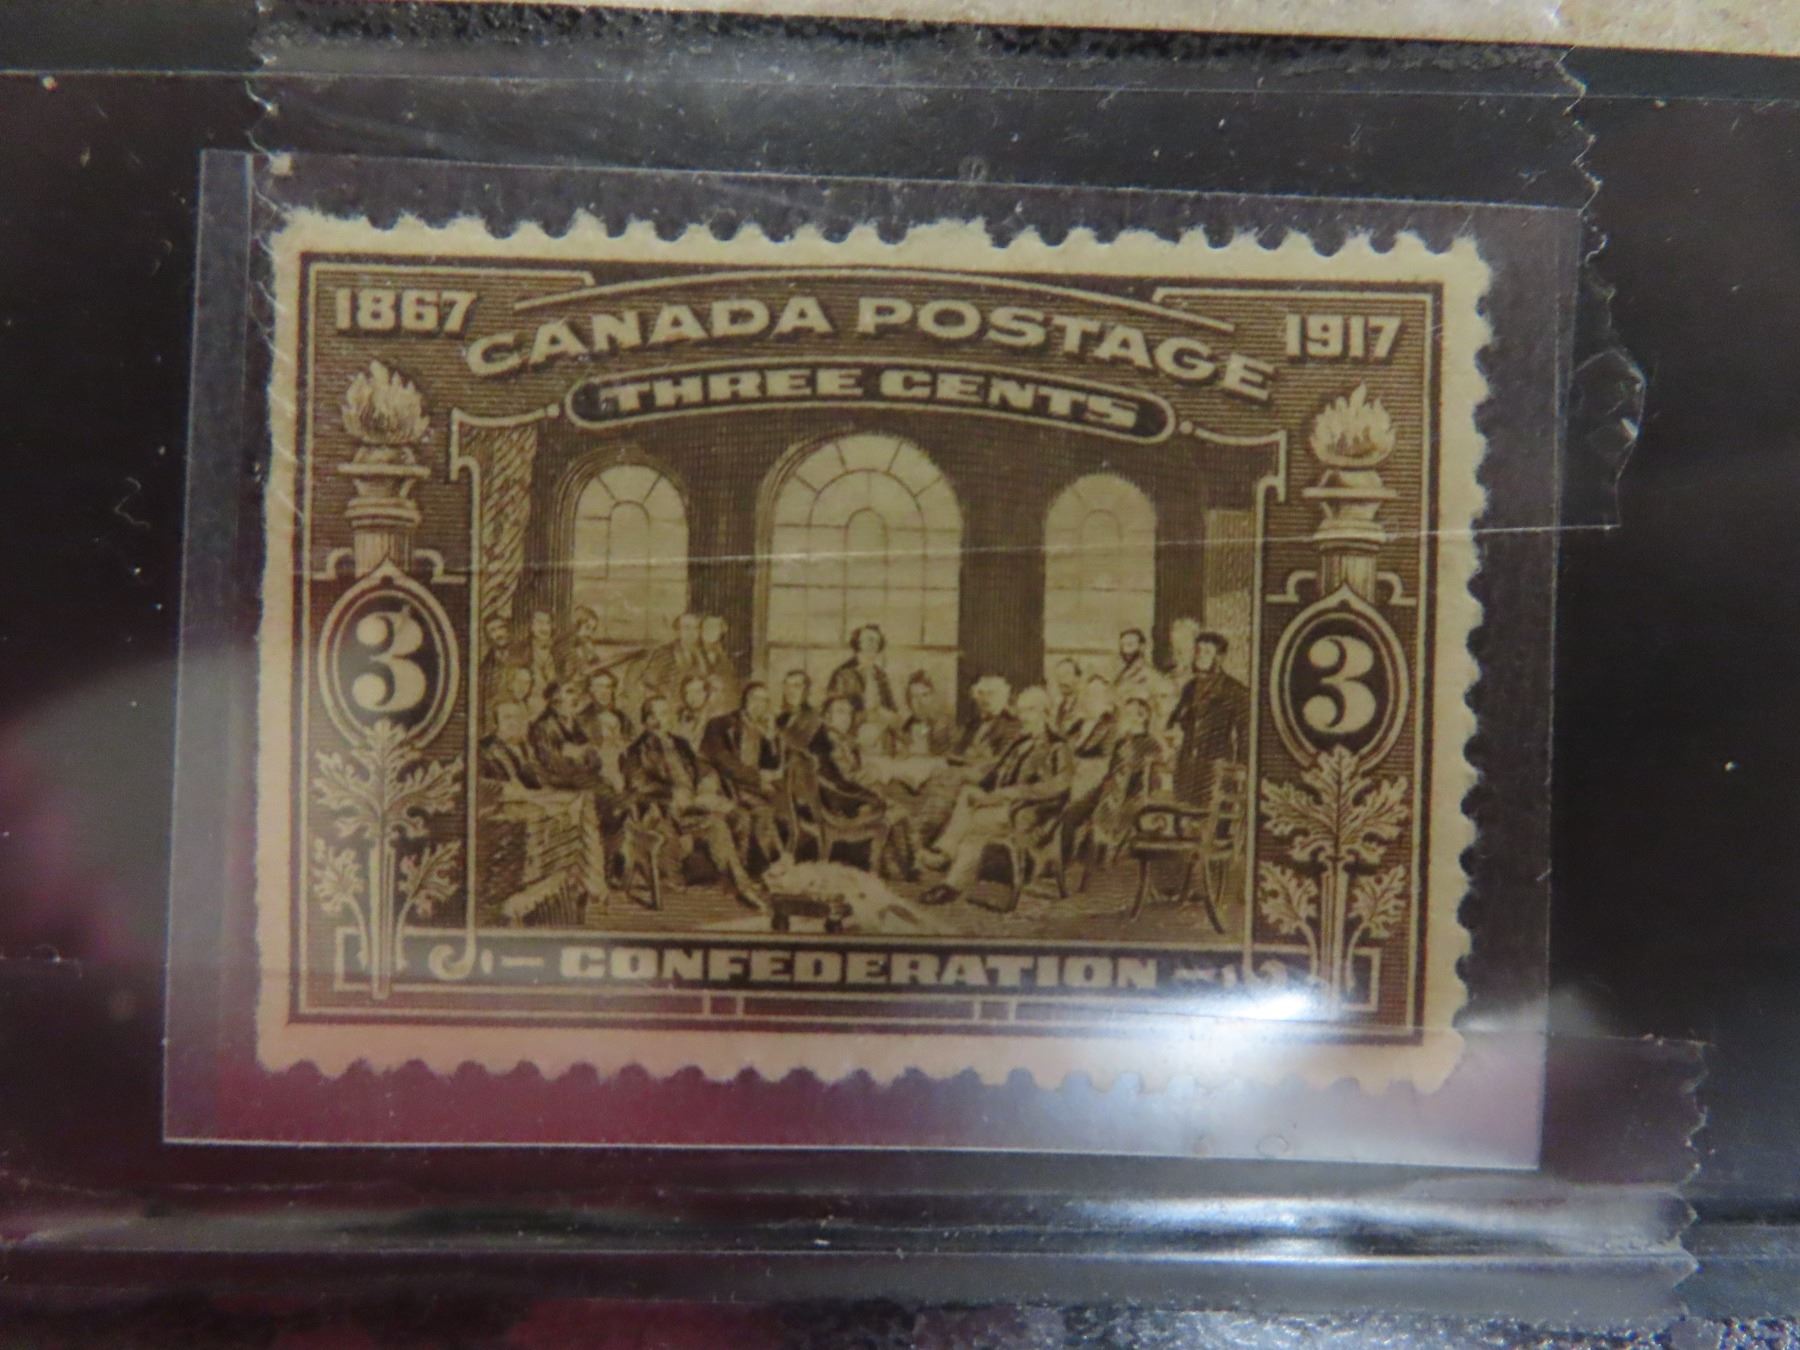 1867 CANADA POSTAGE 1917
THREE CENTS
3 3
CONFEDERATION